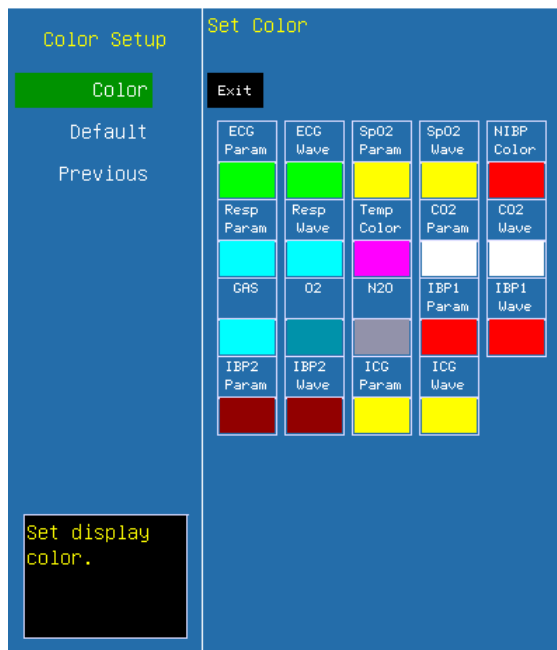 Color Setup
Color
Default
Previous
Set display
color.
Set Color
Exit
ECG
Param
ECG
Wave
SpO2
Param
SpO2
Wave
NIBP
Color
Resp
Param
Resp
Wave
Temp
Color
CO2
Param
CO2
Wave
GAS
O2
N2O
IBP1
Param
IBP1
Wave
IBP2
Param
IBP2
Wave
ICG
Param
ICG
Wave